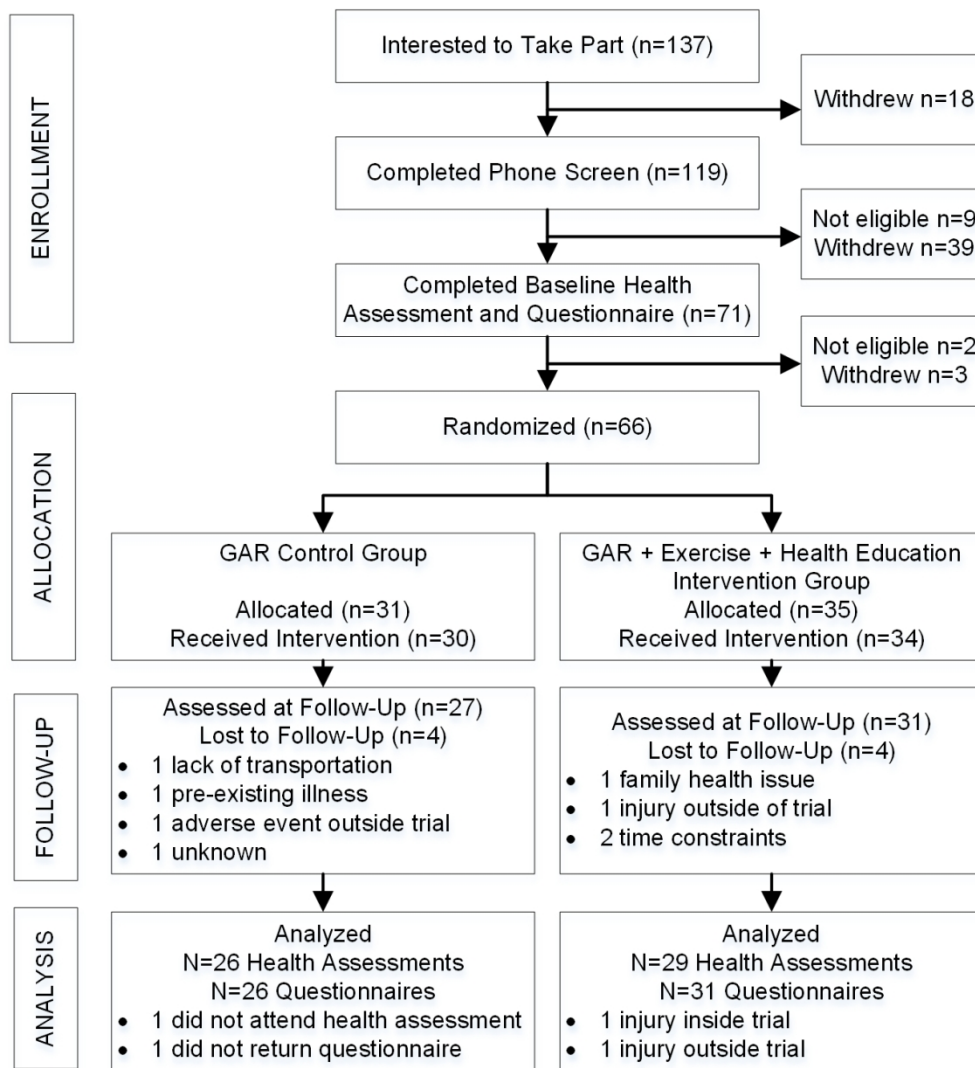 ENROLLMENT
Interested to Take Part (n=137)
Withdrew n=18
Completed Phone Screen (n=119)
Not eligible n=9
Withdrew n=39
Completed Baseline Health
Assessment and Questionnaire (n=71)
Not eligible n=2
Withdrew n=3
ALLOCATION
Randomized (n=66)
GAR Control Group
Allocated (n=31)
Received Intervention (n=30)
GAR + Exercise + Health Education
Intervention Group
Allocated (n=35)
Received Intervention (n=34)
FOLLOW-UP
Assessed at Follow-Up (n=27)
Lost to Follow-Up (n=4)
• 1 lack of transportation
• 1 pre-existing illness
• 1 adverse event outside trial
• 1 unknown
Assessed at Follow-Up (n=31)
Lost to Follow-Up (n=4)
• 1 family health issue
• 1 injury outside of trial
• 2 time constraints
ANALYSIS
Analyzed
N=26 Health Assessments
N=26 Questionnaires
• 1 did not attend health assessment
• 1 did not return questionnaire
Analyzed
N=29 Health Assessments
N=31 Questionnaires
• 1 injury inside trial
• 1 injury outside trial